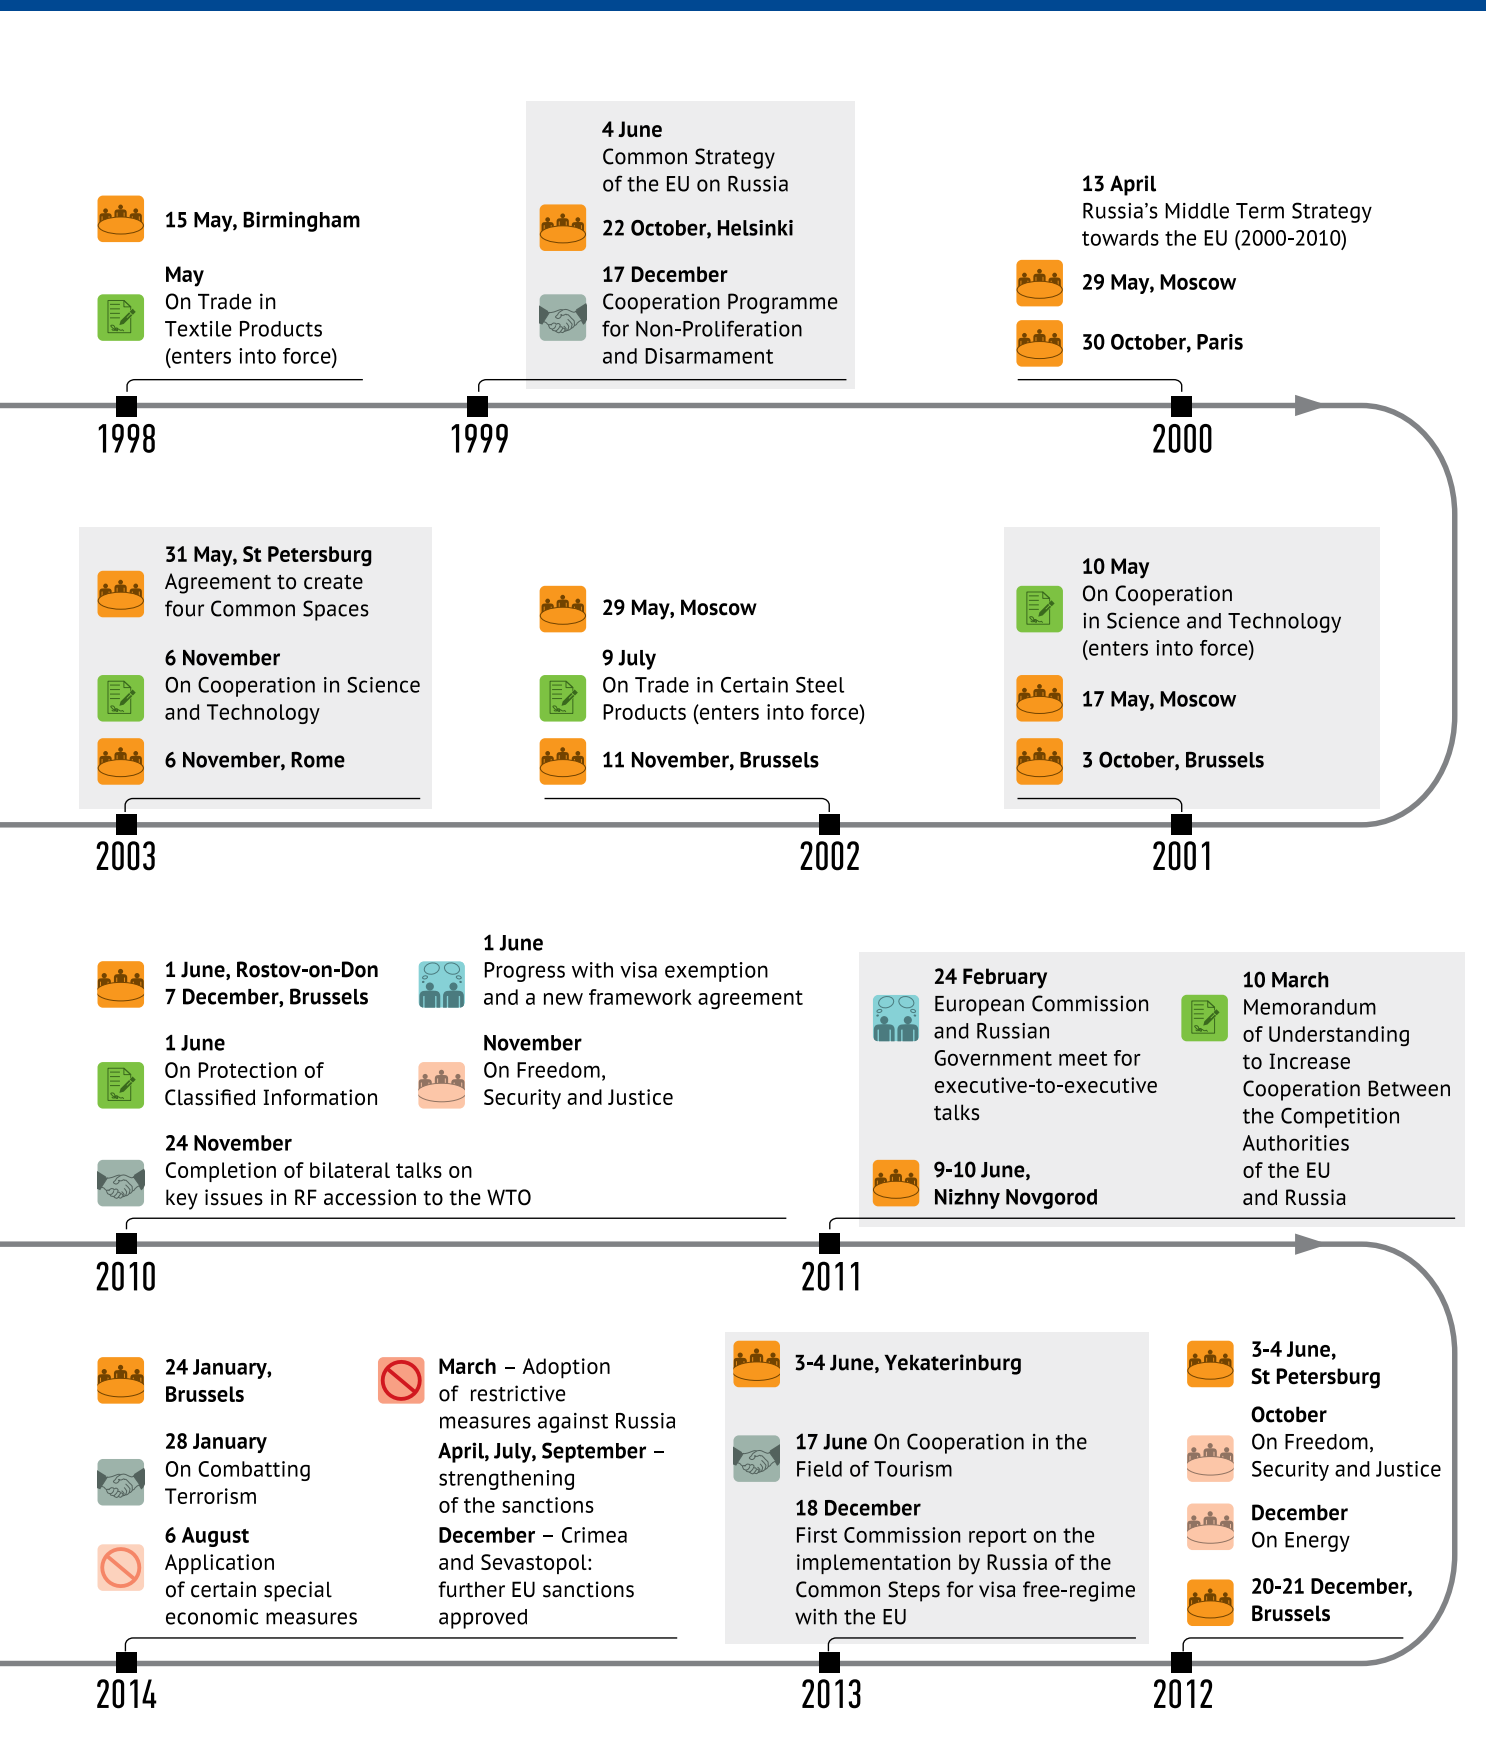 15 May, Birmingham
May
On Trade in
Textile Products
(enters into force)
1998
4 June
Common Strategy
of the EU on Russia
22 October, Helsinki
17 December
Cooperation Programme
for Non-Proliferation
and Disarmament
1999
13 April
Russia's Middle Term Strategy
towards the EU (2000-2010)
29 May, Moscow
30 October, Paris
2000
31 May, St Petersburg
Agreement to create
four Common Spaces
6 November
On Cooperation in Science
and Technology
6 November, Rome
2003
29 May, Moscow
9 July
On Trade in Certain Steel
Products (enters into force)
11 November, Brussels
2002
10 May
On Cooperation
in Science and Technology
(enters into force)
17 May, Moscow
3 October, Brussels
2001
1 June, Rostov-on-Don
7 December, Brussels
1 June
On Protection of
Classified Information
24 November
Completion of bilateral talks on
key issues in RF accession to the WTO
1 June
Progress with visa exemption
and a new framework agreement
November
On Freedom,
Security and Justice
2010
24 February
European Commission
and Russian
Government meet for
executive-to-executive
talks
9-10 June,
Nizhny Novgorod
10 March
Memorandum
of Understanding
to Increase
Cooperation Between
the Competition
Authorities
of the EU
and Russia
2011
24 January,
Brussels
28 January
On Combatting
Terrorism
6 August
Application
of certain special
economic measures
March – Adoption
of restrictive
measures against Russia
April, July, September –
strengthening
of the sanctions
December – Crimea
and Sevastopol:
further EU sanctions
approved
2014
3-4 June, Yekaterinburg
17 June On Cooperation in the
Field of Tourism
18 December
First Commission report on the
implementation by Russia of the
Common Steps for visa free-regime
with the EU
2013
3-4 June,
St Petersburg
October
On Freedom,
Security and Justice
December
On Energy
20-21 December,
Brussels
2012